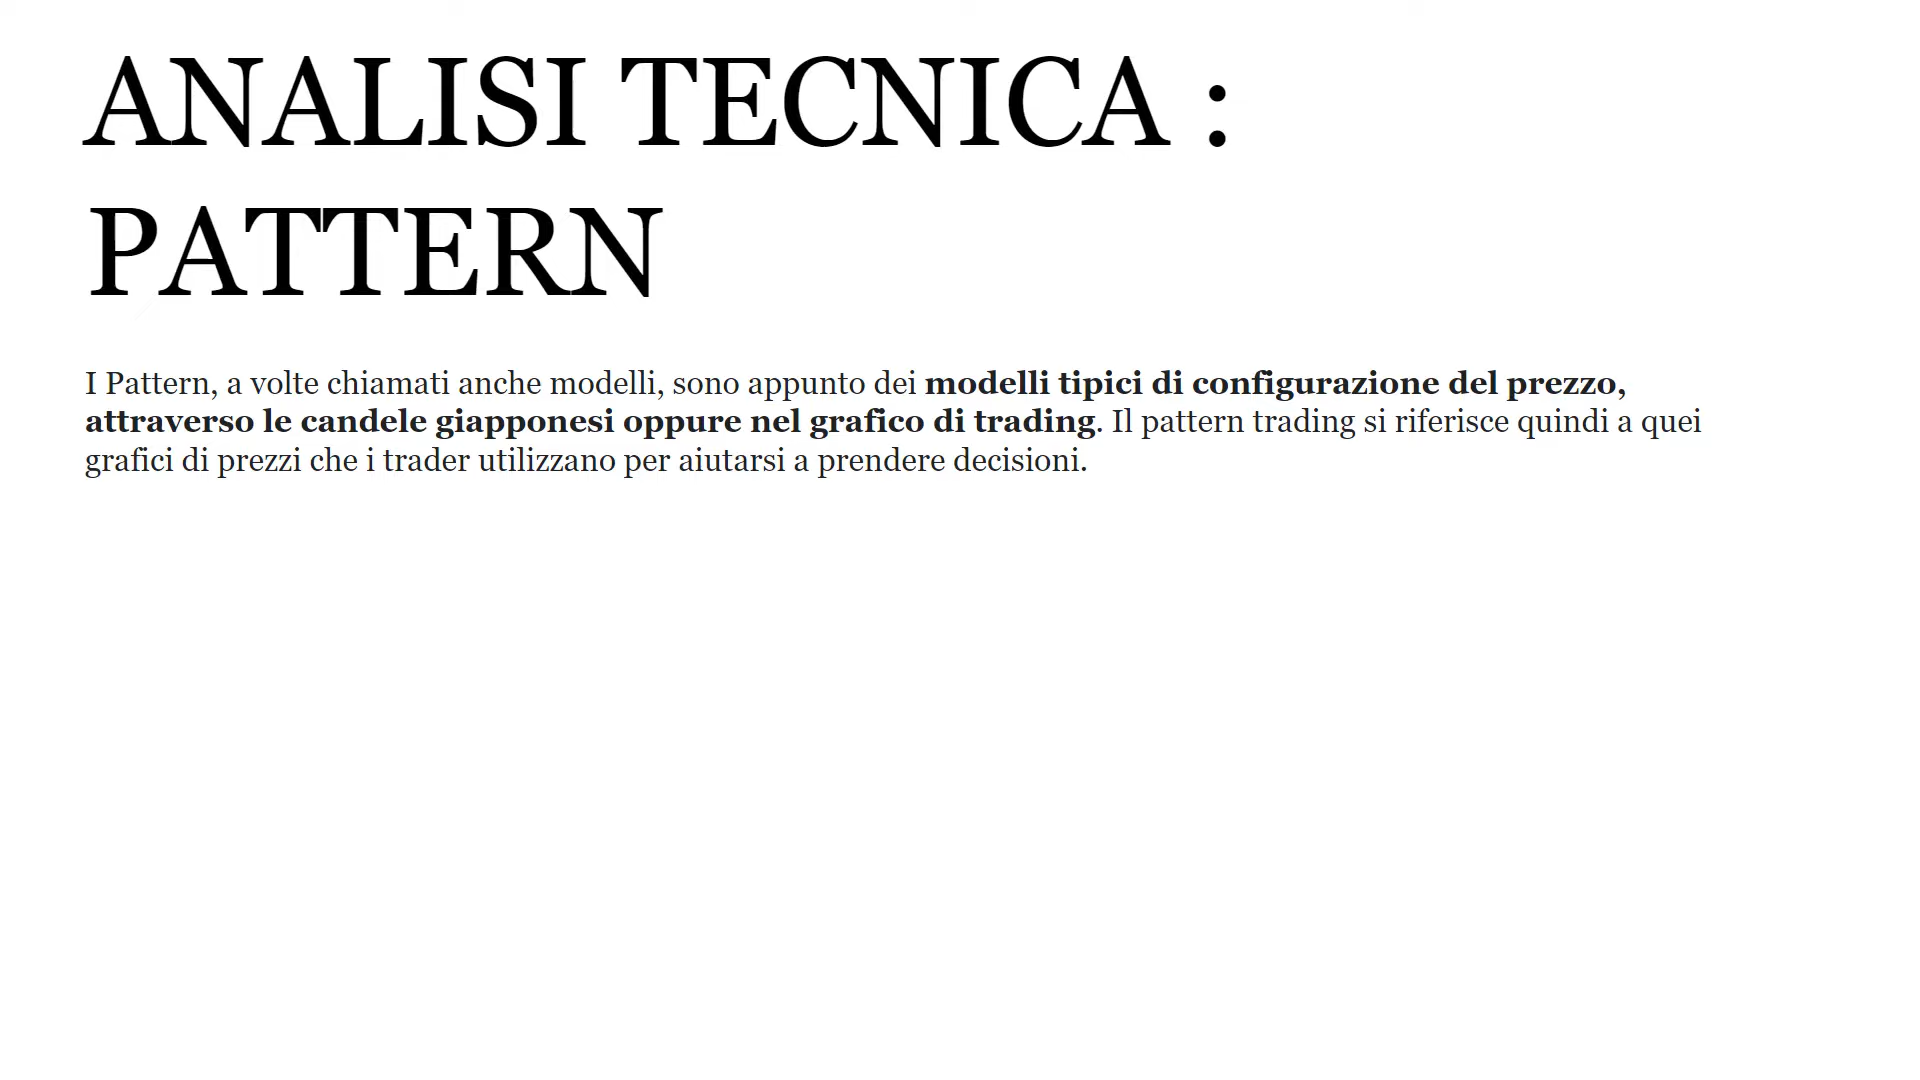 ANALISI TECNICA :
PATTERN
I Pattern, a volte chiamati anche modelli, sono appunto dei modelli tipici di configurazione del prezzo,
attraverso le candele giapponesi oppure nel grafico di trading. Il pattern trading si riferisce quindi a quei
grafici di prezzi che i trader utilizzano per aiutarsi a prendere decisioni.